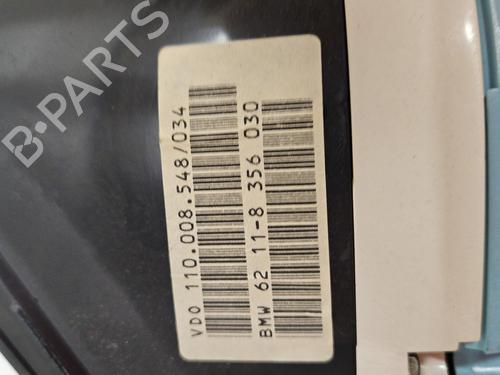 VDO 110.008.548/034
BMW 62 11-8 356 030
B-PARTS